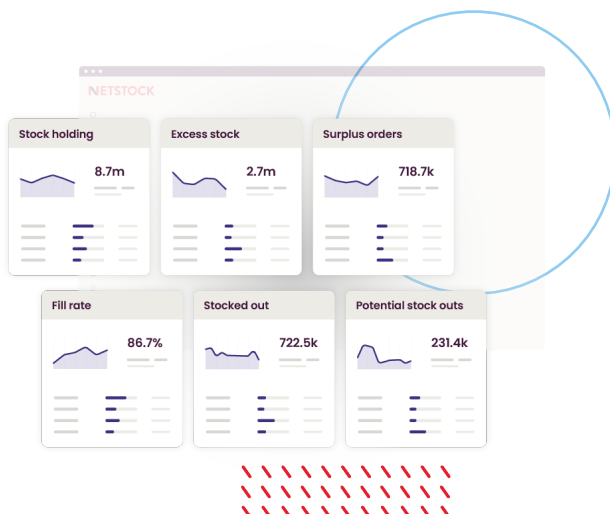 NETSTOCK
Stock holding
8.7m
Excess stock
2.7m
Surplus orders
718.7k
Fill rate
86.7%
Stocked out
722.5k
Potential stock outs
231.4k